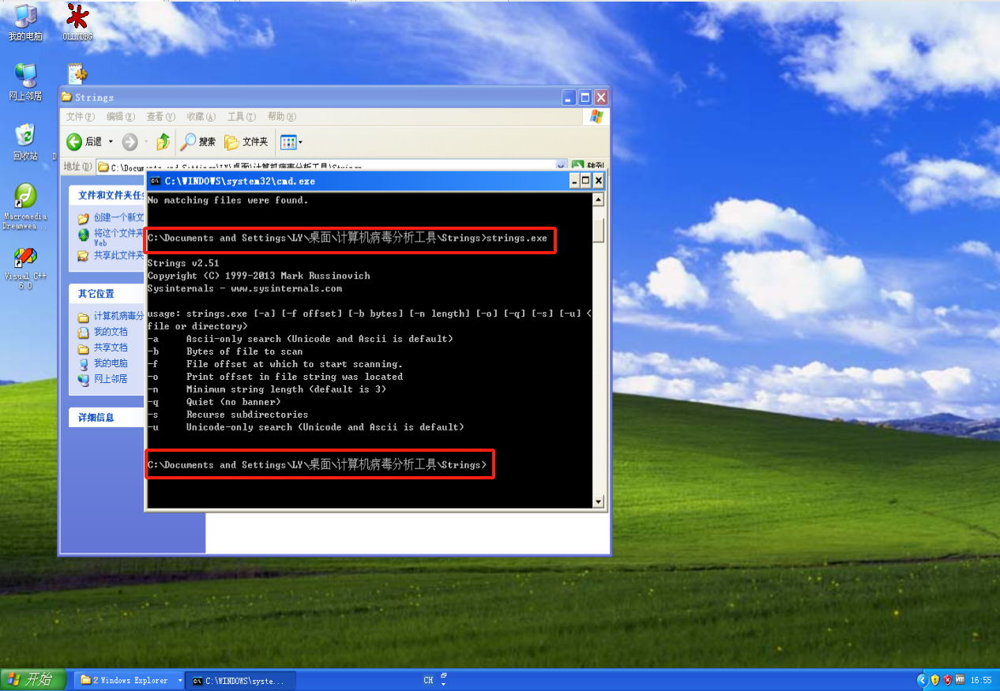 我的电脑
OLLYDBG
网上邻居
回收站
Macromedia
Dreamwea...
Visual C++
6.0
Strings
文件(F) 编辑(E) 查看(V) 收藏(A) 工具(T) 帮助(H)
后退 搜索 文件夹
地址(D) C:\Documents and Settings\LY\桌面\计算机病毒分析工具\Strings 转到
文件和文件夹任
创建一个新文
将这个文件夹
Web
共享此文件夹
其它位置
计算机病毒分
我的文档
共享文档
我的电脑
网上邻居
详细信息
C:\WINDOWS\system32\cmd.exe
No matching files were found.
C:\Documents and Settings\LY\桌面\计算机病毒分析工具\Strings>strings.exe
Strings v2.51
Copyright (C) 1999-2013 Mark Russinovich
Sysinternals - www.sysinternals.com
usage: strings.exe [-a] [-f offset] [-b bytes] [-n length] [-o] [-q] [-s] [-u] <
file or directory>
-a Ascii-only search (Unicode and Ascii is default)
-b Bytes of file to scan
-f File offset at which to start scanning.
-o Print offset in file string was located
-n Minimum string length (default is 3)
-q Quiet (no banner)
-s Recurse subdirectories
-u Unicode-only search (Unicode and Ascii is default)
C:\Documents and Settings\LY\桌面\计算机病毒分析工具\Strings>
开始 2 Windows Explorer C:\WINDOWS\syste... CH 16:55